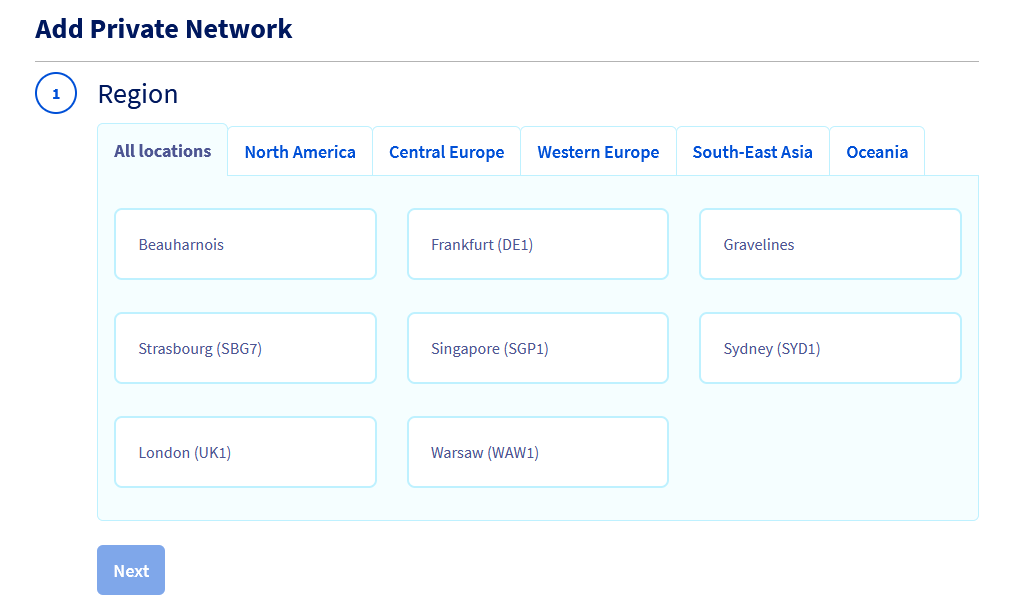 Add Private Network
1 Region
All locations North America Central Europe Western Europe South-East Asia Oceania
Beauharnois Frankfurt (DE1) Gravelines
Strasbourg (SBG7) Singapore (SGP1) Sydney (SYD1)
London (UK1) Warsaw (WAW1)
Next